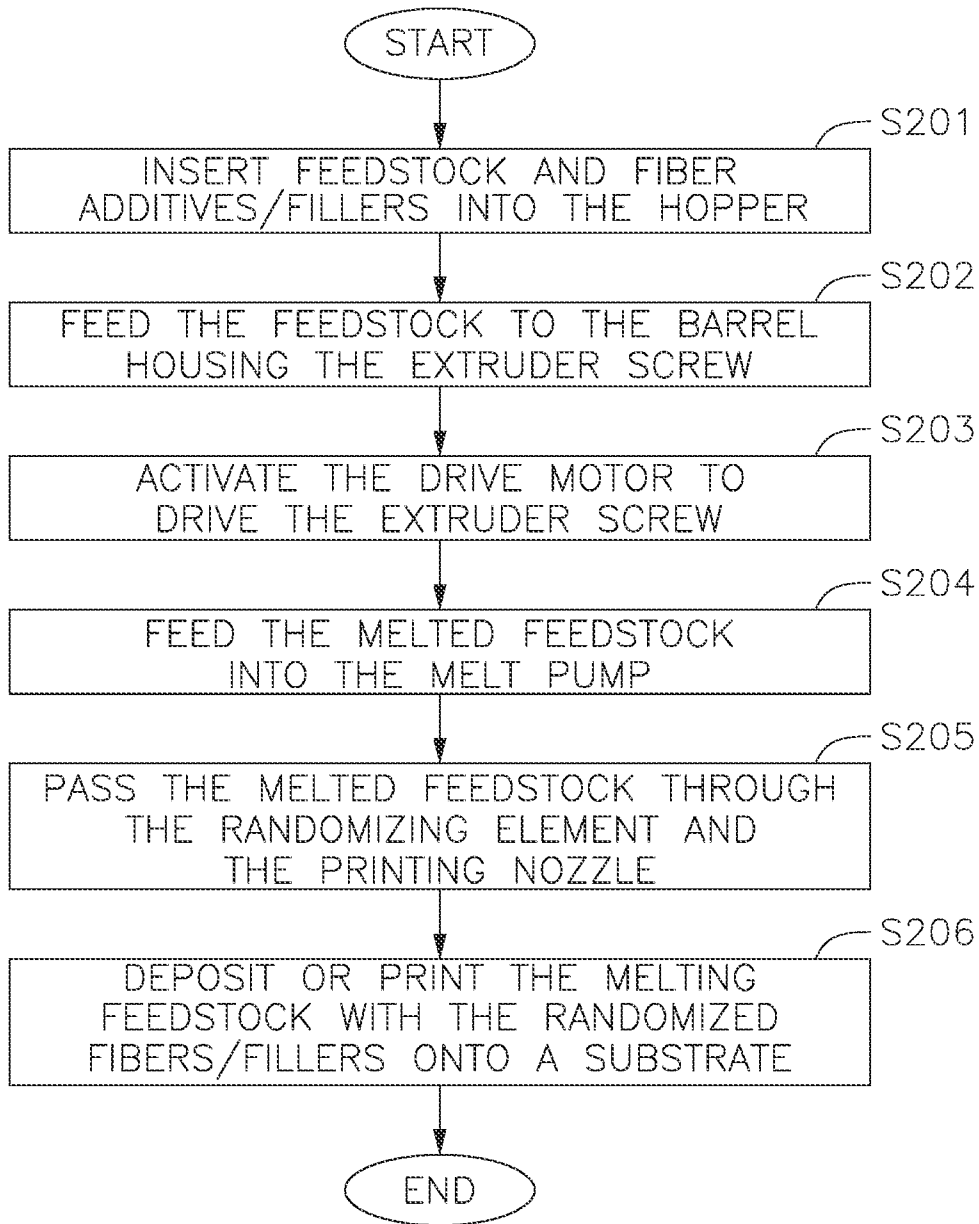 START
S201
INSERT FEEDSTOCK AND FIBER
ADDITIVES/FILLERS INTO THE HOPPER
S202
FEED THE FEEDSTOCK TO THE BARREL
HOUSING THE EXTRUDER SCREW
S203
ACTIVATE THE DRIVE MOTOR TO
DRIVE THE EXTRUDER SCREW
S204
FEED THE MELTED FEEDSTOCK
INTO THE MELT PUMP
S205
PASS THE MELTED FEEDSTOCK THROUGH
THE RANDOMIZING ELEMENT AND
THE PRINTING NOZZLE
S206
DEPOSIT OR PRINT THE MELTING
FEEDSTOCK WITH THE RANDOMIZED
FIBERS/FILLERS ONTO A SUBSTRATE
END